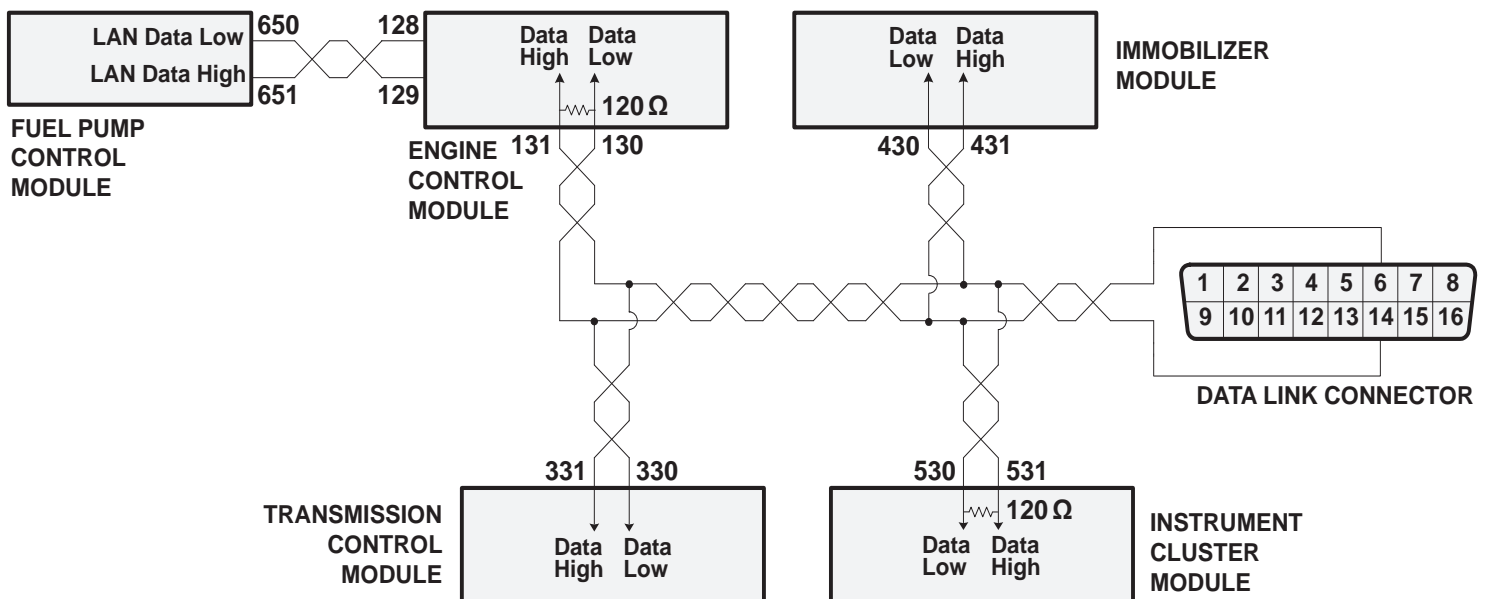 LAN Data Low
LAN Data High
650
651
128
129
FUEL PUMP
CONTROL
MODULE
Data
High
Data
Low
120 Ω
131
130
ENGINE
CONTROL
MODULE
Data
Low
Data
High
430
431
IMMOBILIZER
MODULE
1 2 3 4 5 6 7 8
9 10 11 12 13 14 15 16
DATA LINK CONNECTOR
331
330
TRANSMISSION
CONTROL
MODULE
Data
High
Data
Low
530
531
120 Ω
Data
Low
Data
High
INSTRUMENT
CLUSTER
MODULE